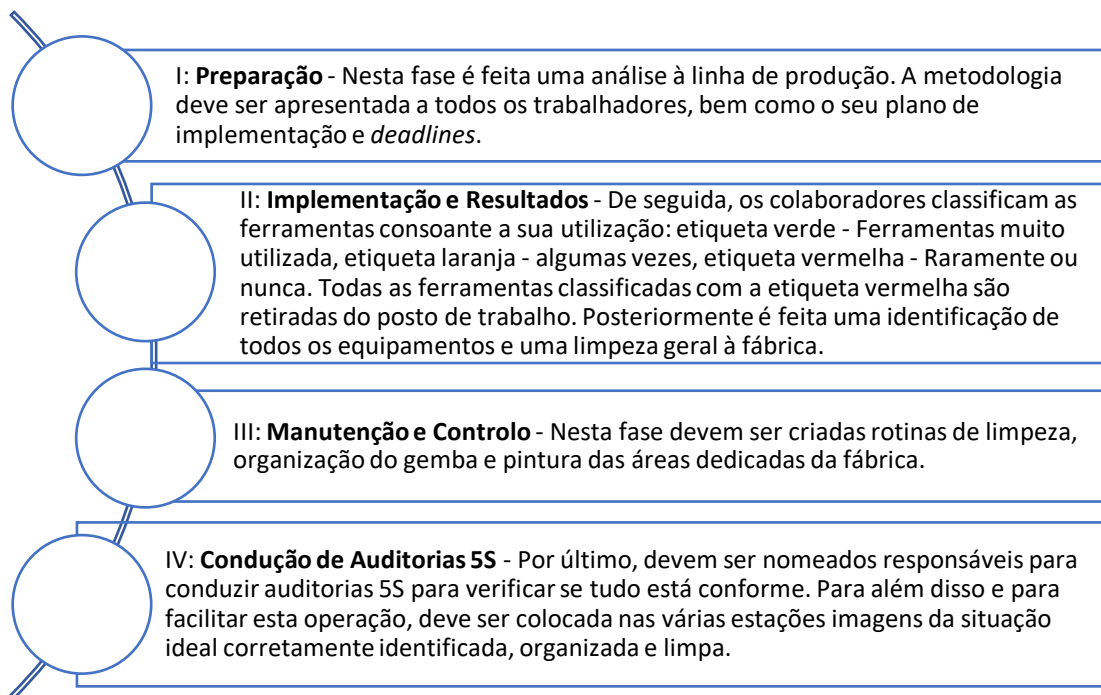 I: Preparação - Nesta fase é feita uma análise à linha de produção. A metodologia
deve ser apresentada a todos os trabalhadores, bem como o seu plano de
implementação e deadlines.
II: Implementação e Resultados - De seguida, os colaboradores classificam as
ferramentas consoante a sua utilização: etiqueta verde - Ferramentas muito
utilizada, etiqueta laranja - algumas vezes, etiqueta vermelha - Raramente ou
nunca. Todas as ferramentas classificadas com a etiqueta vermelha são
retiradas do posto de trabalho. Posteriormente é feita uma identificação de
todos os equipamentos e uma limpeza geral à fábrica.
III: Manutenção e Controlo - Nesta fase devem ser criadas rotinas de limpeza,
organização do gemba e pintura das áreas dedicadas da fábrica.
IV: Condução de Auditorias 5S - Por último, devem ser nomeados responsáveis para
conduzir auditorias 5S para verificar se tudo está conforme. Para além disso e para
facilitar esta operação, deve ser colocada nas várias estações imagens da situação
ideal corretamente identificada, organizada e limpa.